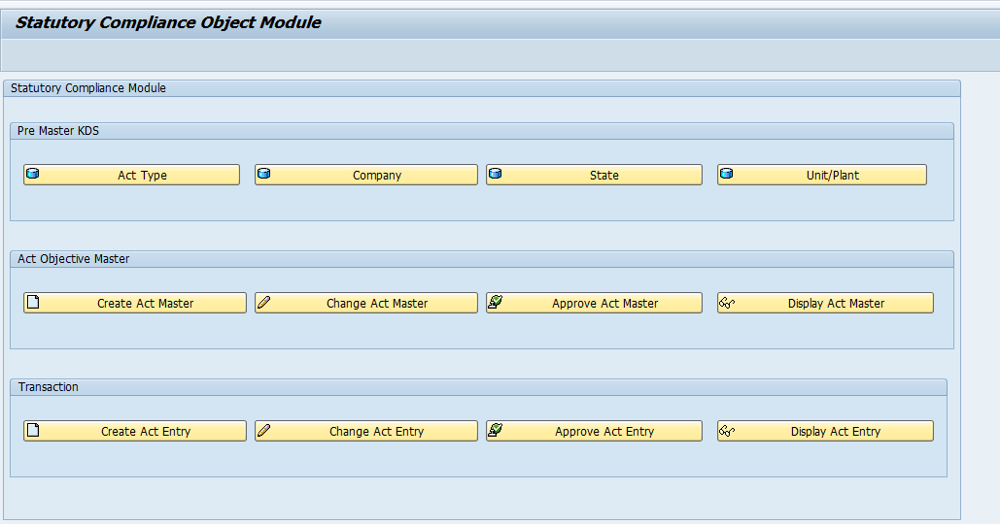 Statutory Compliance Object Module
Statutory Compliance Module
Pre Master KDS
Act Type Company State Unit/Plant
Act Objective Master
Create Act Master Change Act Master Approve Act Master Display Act Master
Transaction
Create Act Entry Change Act Entry Approve Act Entry Display Act Entry